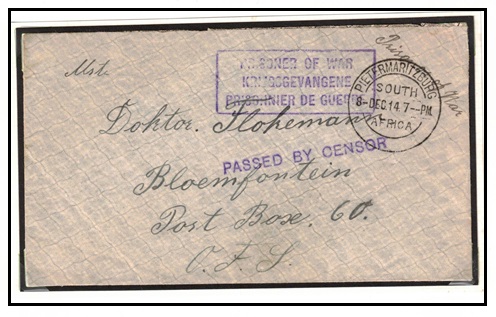 PRISONER OF WAR
KRIJGSGEVANGENE
PRISONNIER DE GUERRE
Prisoner of War
PIETERMARITZBURG
SOUTH
8-DEC.14.7--PM.
AFRICA
Doktor.
PASSED BY CENSOR
Bloemfontein
Post Box. 60.
O. F. S.